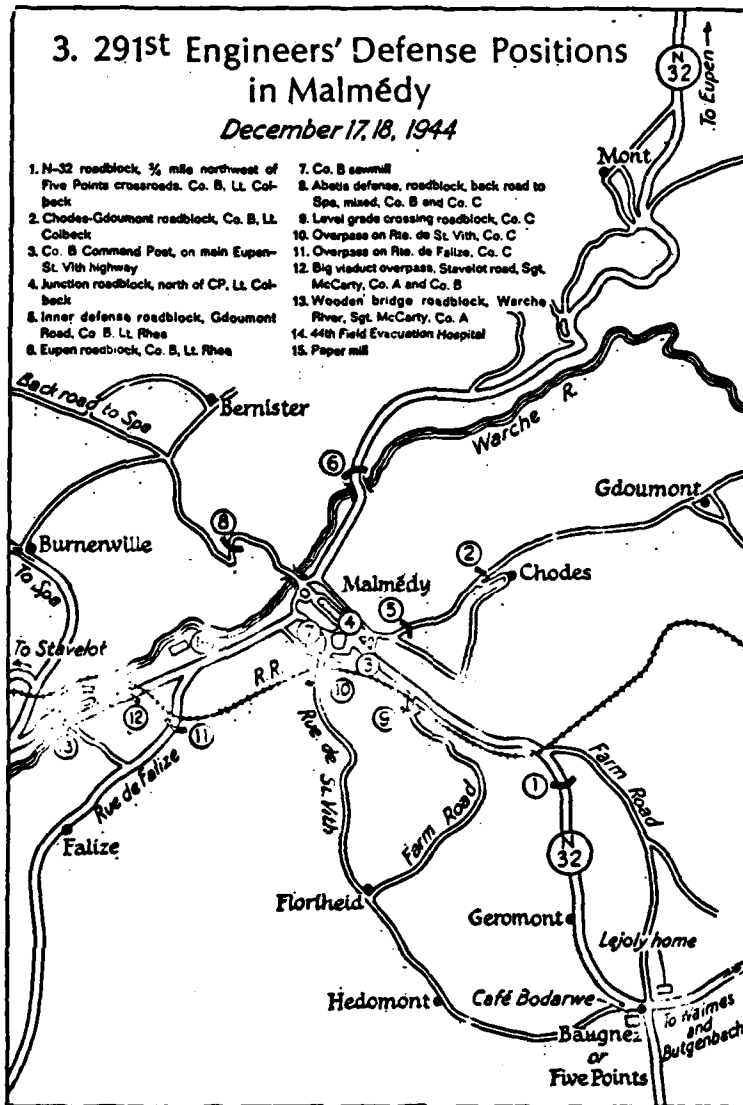 3. 291st Engineers' Defense Positions
in Malmédy
December 17, 18, 1944
1. N-32 roadblock, ¾ mile northwest of
Five Points crossroads. Co. B, Lt. Col-
beck
2. Chodes-Gdoumont roadblock, Co. B, Lt.
Colbeck
3. Co. B Command Post, on main Eupen-
St. Vith highway
4. Junction roadblock, north of CP, Lt. Col-
beck
5. Inner defense roadblock, Gdoumont
Road, Co B. Lt. Rhea
6. Eupen roadblock, Co. B, Lt. Rhea
7. Co. B sawmill
8. Abatis defense, roadblock, back road to
Spa, mixed, Co. B and Co. C
9. Level grade crossing roadblock, Co. C
10. Overpass on Rte. de St. Vith, Co. C
11. Overpass on Rte. de Falize, Co. C
12. Big viaduct overpass, Stavelot road, Sgt.
McCarty, Co. A and Co. B
13. Wooden bridge roadblock, Warche
River, Sgt. McCarty, Co. A
14. 44th Field Evacuation Hospital
15. Paper mill
N
32
To Eupen
Mont
Back road to Spa
Bernister
Warche R.
6
Gdoumont
8
Burnerville
2
Chodes
To Spa
Malmédy
5
4
To Stavelot
R.R.
3
10
9
12
11
Rue de Falize
Rue de St. Vith
Farm Road
1
Farm Road
Falize
N
32
Floriheid
Geromont
Lejoly home
Hedomont
Café Bodarwe
Baugnez
or
Five Points
To Waimes
and
Butgenbach